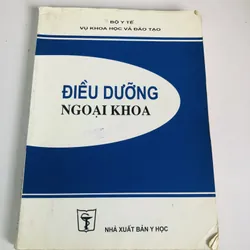 BỘ Y TẾ
VỤ KHOA HỌC VÀ ĐÀO TẠO
ĐIỀU DƯỠNG
NGOẠI KHOA
NHÀ XUẤT BẢN Y HỌC